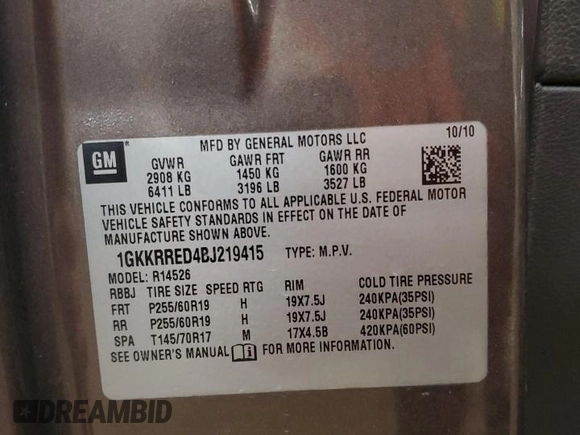 MFD BY GENERAL MOTORS LLC 10/10
GM
GVWR GAWR FRT GAWR RR
2908 KG 1450 KG 1600 KG
6411 LB 3196 LB 3527 LB
THIS VEHICLE CONFORMS TO ALL APPLICABLE U.S. FEDERAL MOTOR
VEHICLE SAFETY STANDARDS IN EFFECT ON THE DATE OF
MANUFACTURE SHOWN ABOVE.
1GKKRRED4BJ219415 TYPE: M.P.V.
MODEL: R14526
RBBJ TIRE SIZE SPEED RTG RIM COLD TIRE PRESSURE
FRT P255/60R19 H 19X7.5J 240KPA(35PSI)
RR P255/60R19 H 19X7.5J 240KPA(35PSI)
SPA T145/70R17 M 17X4.5B 420KPA(60PSI)
SEE OWNER'S MANUAL FOR MORE INFORMATION.
DREAMBID